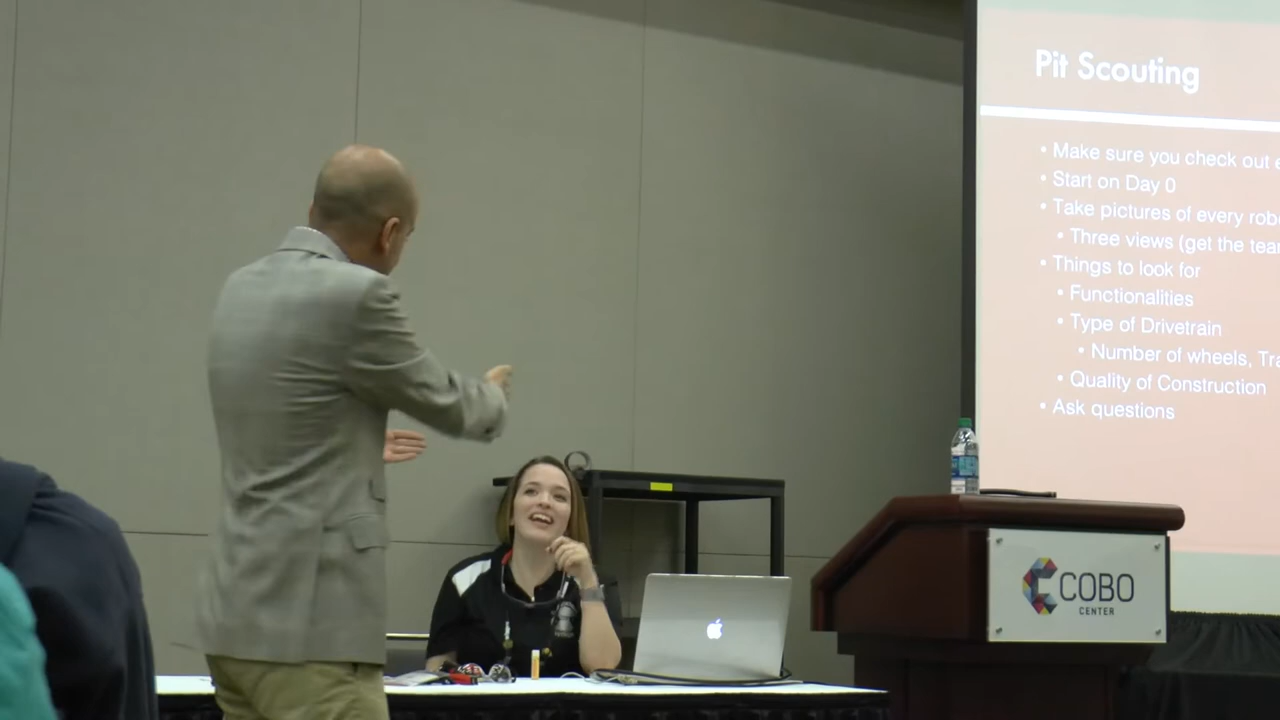 Pit Scouting
• Make sure you check out
• Start on Day 0
• Take pictures of every
• Three views (get the
• Things to look for
• Functionalities
• Type of Drivetrain
• Number of wheels,
• Quality of Construction
• Ask questions
COBO
CENTER